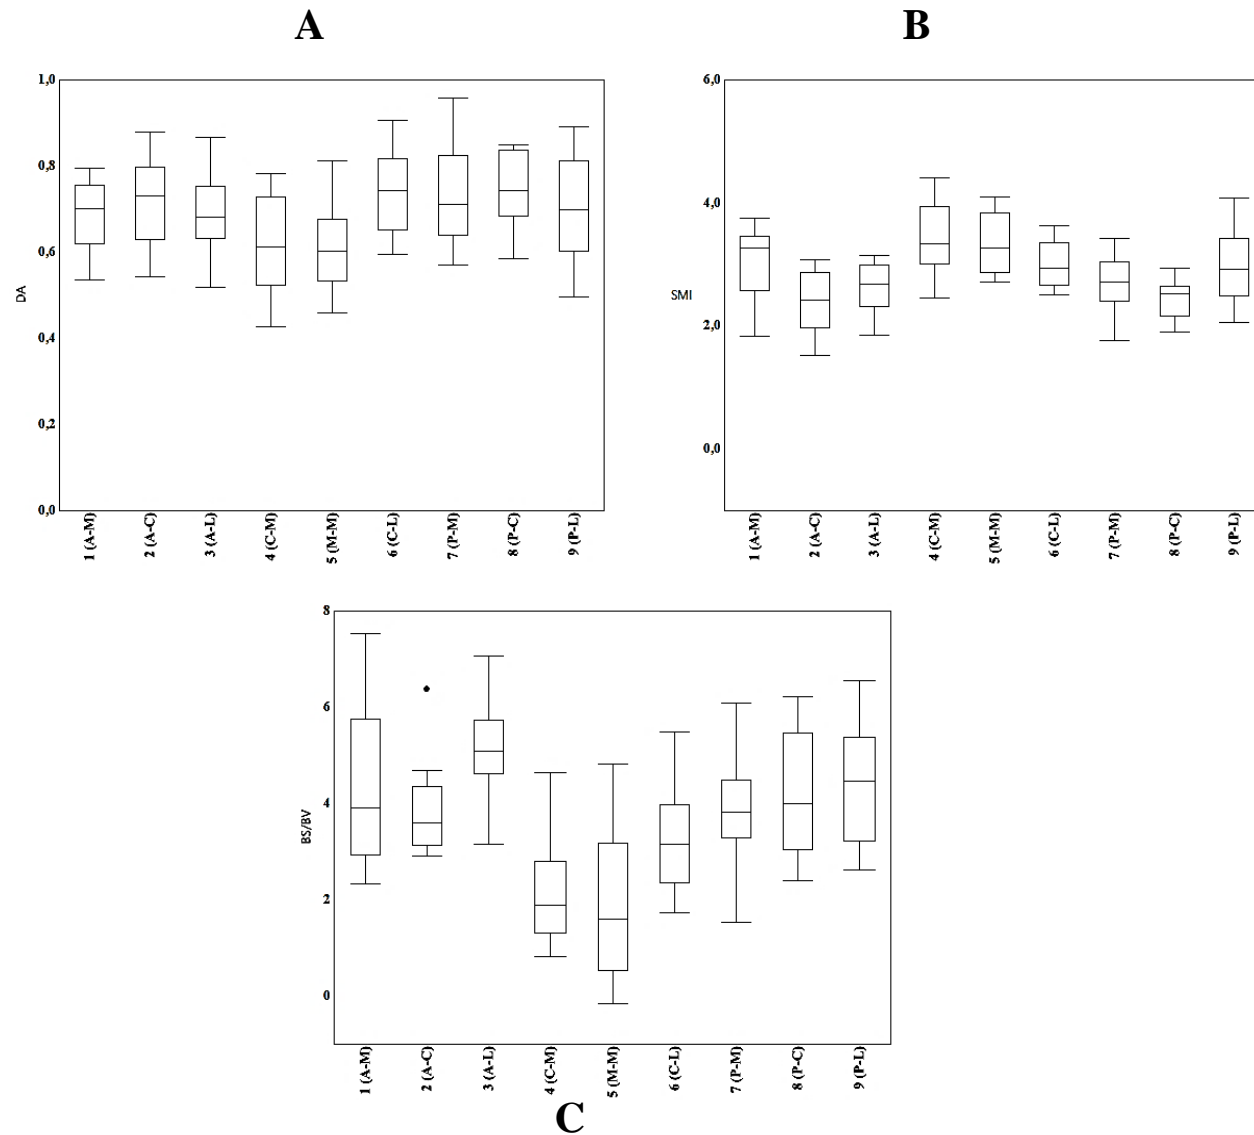 A
B
1,0
0,8
0,6
0,4
0,2
0,0
DA
1 (A-M)
2 (A-C)
3 (A-L)
4 (C-M)
5 (M-M)
6 (C-L)
7 (P-M)
8 (P-C)
9 (P-L)
6,0
4,0
2,0
0,0
SMI
1 (A-M)
2 (A-C)
3 (A-L)
4 (C-M)
5 (M-M)
6 (C-L)
7 (P-M)
8 (P-C)
9 (P-L)
8
6
4
2
0
BS/BV
1 (A-M)
2 (A-C)
3 (A-L)
4 (C-M)
5 (M-M)
6 (C-L)
7 (P-M)
8 (P-C)
9 (P-L)
C